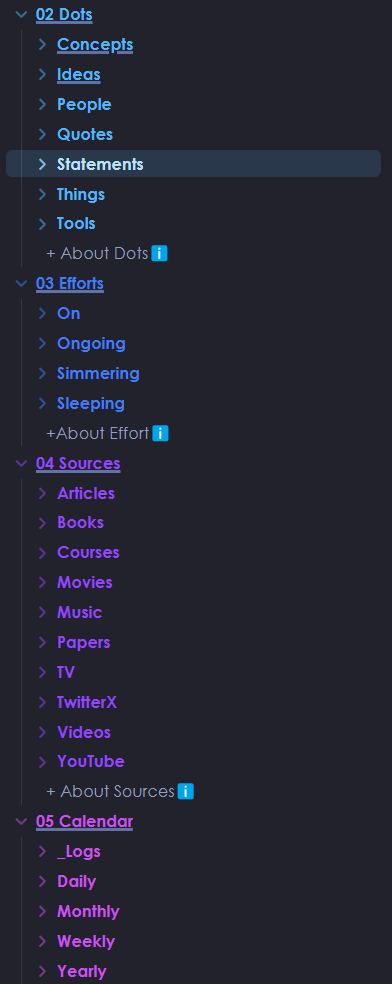 02 Dots
Concepts
Ideas
People
Quotes
Statements
Things
Tools
+ About Dots ℹ️
03 Efforts
On
Ongoing
Simmering
Sleeping
+About Effort ℹ️
04 Sources
Articles
Books
Courses
Movies
Music
Papers
TV
TwitterX
Videos
YouTube
+ About Sources ℹ️
05 Calendar
_Logs
Daily
Monthly
Weekly
Yearly